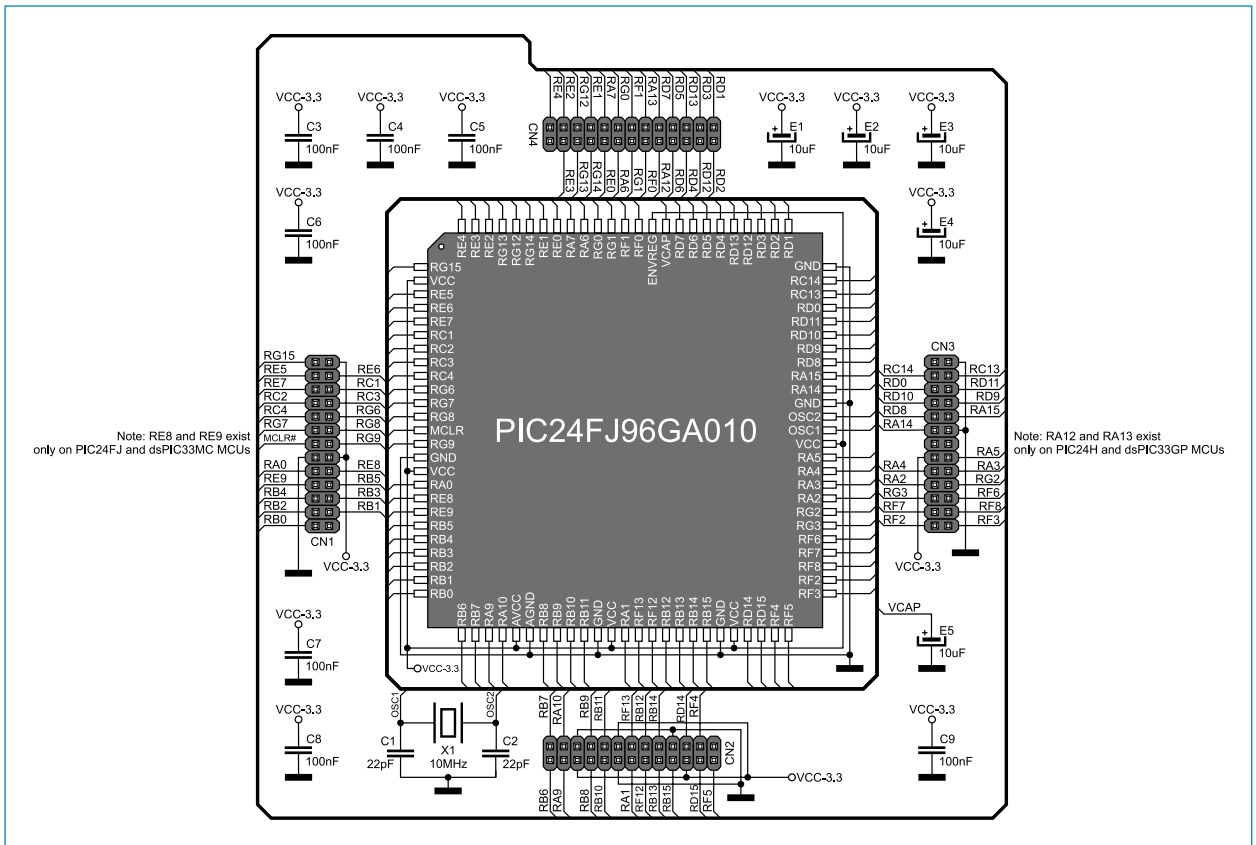 RE4
RE2
RG12
RE1
RA7
RG0
RF1
RA13
RD7
RD5
RD13
RD3
RD1
CN4
RE3
RG13
RG14
RE0
RA6
RG1
RF0
RA12
RD6
RD4
RD12
RD2
VCC-3.3
C3
100nF
VCC-3.3
C4
100nF
VCC-3.3
C5
100nF
VCC-3.3
E1
10uF
VCC-3.3
E2
10uF
VCC-3.3
E3
10uF
VCC-3.3
C6
100nF
VCC-3.3
E4
10uF
RE4
RE3
RE2
RG13
RG12
RG14
RE1
RE0
RA7
RA6
RG0
RG1
RF1
RF0
ENVREG
VCAP
RD7
RD6
RD5
RD4
RD13
RD12
RD3
RD2
RD1
RG15
VCC
RE5
RE6
RE7
RC1
RC2
RC3
RC4
RG6
RG7
RG8
MCLR
RG9
GND
VCC
RA0
RE8
RE9
RB5
RB4
RB3
RB2
RB1
RB0
PIC24FJ96GA010
GND
RC14
RC13
RD0
RD11
RD10
RD9
RD8
RA15
RA14
GND
OSC2
OSC1
VCC
RA5
RA4
RA3
RA2
RG2
RG3
RF6
RF7
RF8
RF2
RF3
RB6
RB7
RA9
RA10
AVCC
AGND
RB8
RB9
RB10
RB11
GND
VCC
RA1
RF13
RF12
RB12
RB13
RB14
RB15
GND
VCC
RD14
RD15
RF4
RF5
RG15
RE5
RE7
RC2
RC4
RG7
MCLR#
RA0
RE9
RB4
RB2
RB0
RE6
RC1
RC3
RG6
RG8
RG9
RE8
RB5
RB3
RB1
CN1
VCC-3.3
Note: RE8 and RE9 exist
only on PIC24FJ and dsPIC33MC MCUs
CN3
RC14
RD0
RD10
RD8
RA14
RA4
RA2
RG3
RF7
RF2
RC13
RD11
RD9
RA15
RA5
RA3
RG2
RF6
RF8
RF3
VCC-3.3
Note: RA12 and RA13 exist
only on PIC24H and dsPIC33GP MCUs
VCC-3.3
C7
100nF
VCC-3.3
VCAP
E5
10uF
VCC-3.3
C8
100nF
OSC1
OSC2
C1
22pF
X1
10MHz
C2
22pF
RB7
RA10
RB9
RB11
RF13
RB12
RB14
RD14
RF4
CN2
VCC-3.3
RB6
RA9
RB8
RB10
RA1
RF12
RB13
RB15
RD15
RF5
VCC-3.3
C9
100nF